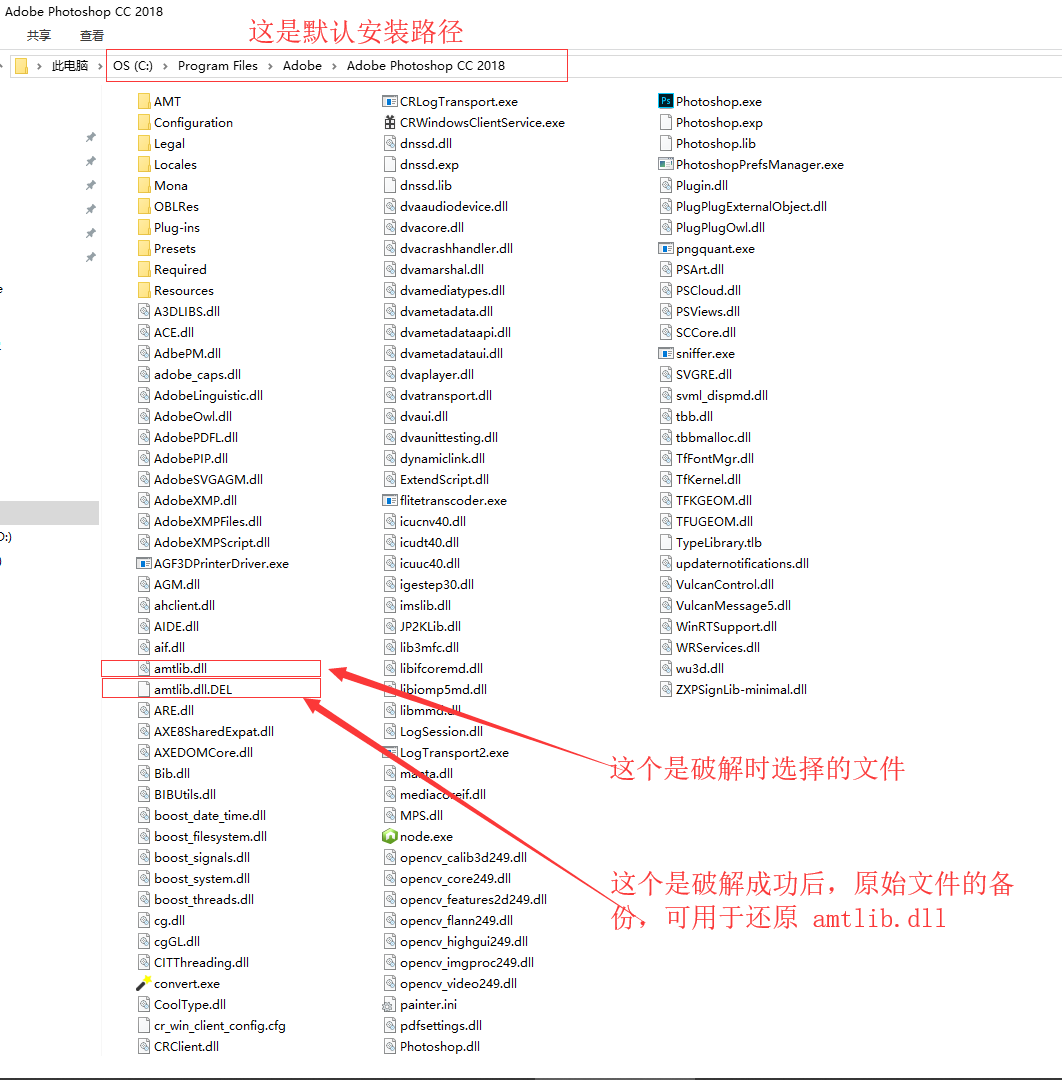 Adobe Photoshop CC 2018
共享 查看
这是默认安装路径
此电脑 OS (C:) Program Files Adobe Adobe Photoshop CC 2018
AMT
Configuration
Legal
Locales
Mona
OBLRes
Plug-ins
Presets
Required
Resources
A3DLIBS.dll
ACE.dll
AdbePM.dll
adobe_caps.dll
AdobeLinguistic.dll
AdobeOwl.dll
AdobePDFL.dll
AdobePIP.dll
AdobeSVGAGM.dll
AdobeXMP.dll
AdobeXMPFiles.dll
AdobeXMPScript.dll
AGF3DPrinterDriver.exe
AGM.dll
ahclient.dll
AIDE.dll
aif.dll
amtlib.dll
amtlib.dll.DEL
ARE.dll
AXE8SharedExpat.dll
AXEDOMCore.dll
Bib.dll
BIBUtils.dll
boost_date_time.dll
boost_filesystem.dll
boost_signals.dll
boost_system.dll
boost_threads.dll
cg.dll
cgGL.dll
CITThreading.dll
convert.exe
CoolType.dll
cr_win_client_config.cfg
CRClient.dll
CRLogTransport.exe
CRWindowsClientService.exe
dnssd.dll
dnssd.exp
dnssd.lib
dvaaudiodevice.dll
dvacore.dll
dvacrashhandler.dll
dvamarshal.dll
dvamediatypes.dll
dvametadata.dll
dvametadataapi.dll
dvametadataui.dll
dvaplayer.dll
dvatransport.dll
dvaui.dll
dvaunittesting.dll
dynamiclink.dll
ExtendScript.dll
flitetranscoder.exe
icucnv40.dll
icudt40.dll
icuuc40.dll
igestep30.dll
imslib.dll
JP2KLib.dll
lib3mfc.dll
libifcoremd.dll
libiomp5md.dll
libmmd.dll
LogSession.dll
LogTransport2.exe
manta.dll
mediacoreif.dll
MPS.dll
node.exe
opencv_calib3d249.dll
opencv_core249.dll
opencv_features2d249.dll
opencv_flann249.dll
opencv_highgui249.dll
opencv_imgproc249.dll
opencv_video249.dll
painter.ini
pdfsettings.dll
Photoshop.dll
Photoshop.exe
Photoshop.exp
Photoshop.lib
PhotoshopPrefsManager.exe
Plugin.dll
PlugPlugExternalObject.dll
PlugPlugOwl.dll
pngquant.exe
PSArt.dll
PSCloud.dll
PSViews.dll
SCCore.dll
sniffer.exe
SVGRE.dll
svml_dispmd.dll
tbb.dll
tbbmalloc.dll
TfFontMgr.dll
TfKernel.dll
TFKGEOM.dll
TFUGEOM.dll
TypeLibrary.tlb
updaternotifications.dll
VulcanControl.dll
VulcanMessage5.dll
WinRTSupport.dll
WRServices.dll
wu3d.dll
ZXPSignLib-minimal.dll
这个是破解时选择的文件
这个是破解成功后，原始文件的备
份，可用于还原 amtlib.dll